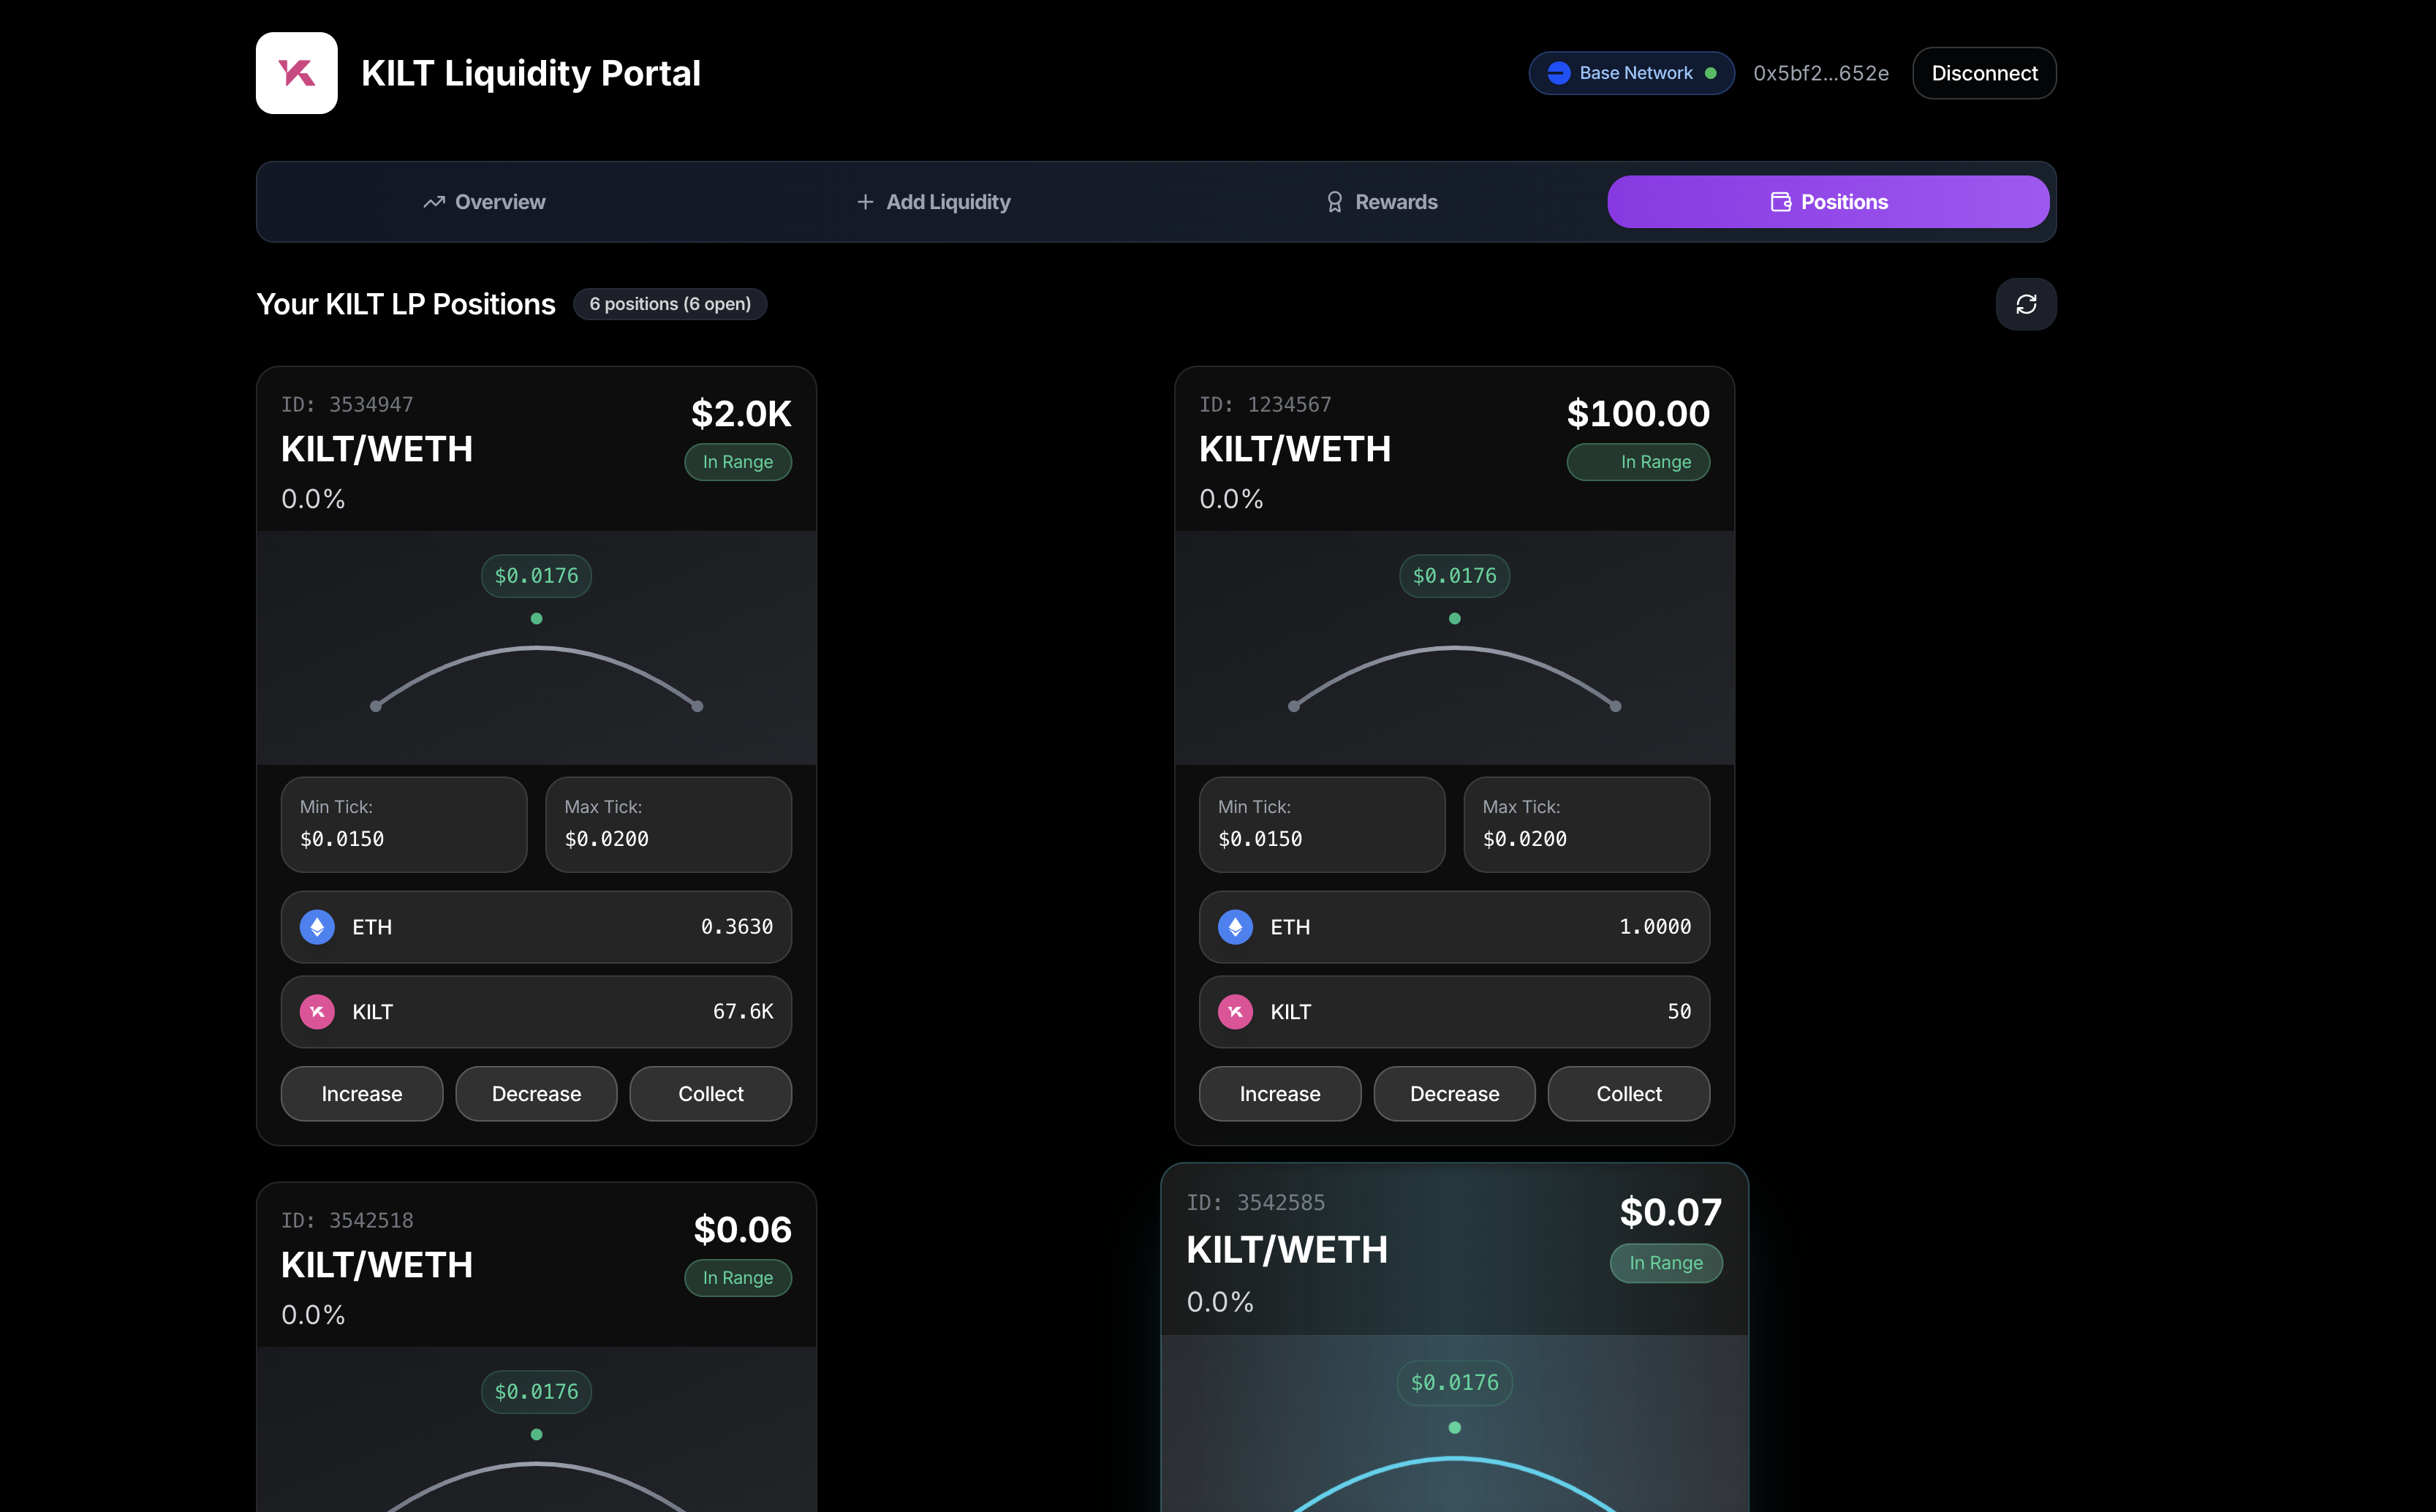 KILT Liquidity Portal
Base Network
0x5bf2...652e
Disconnect
Overview
Add Liquidity
Rewards
Positions
Your KILT LP Positions
6 positions (6 open)
ID: 3534947
$2.0K
KILT/WETH
In Range
0.0%
$0.0176
Min Tick:
$0.0150
Max Tick:
$0.0200
ETH
0.3630
KILT
67.6K
Increase
Decrease
Collect
ID: 1234567
$100.00
KILT/WETH
In Range
0.0%
$0.0176
Min Tick:
$0.0150
Max Tick:
$0.0200
ETH
1.0000
KILT
50
Increase
Decrease
Collect
ID: 3542518
$0.06
KILT/WETH
In Range
0.0%
$0.0176
ID: 3542585
$0.07
KILT/WETH
In Range
0.0%
$0.0176